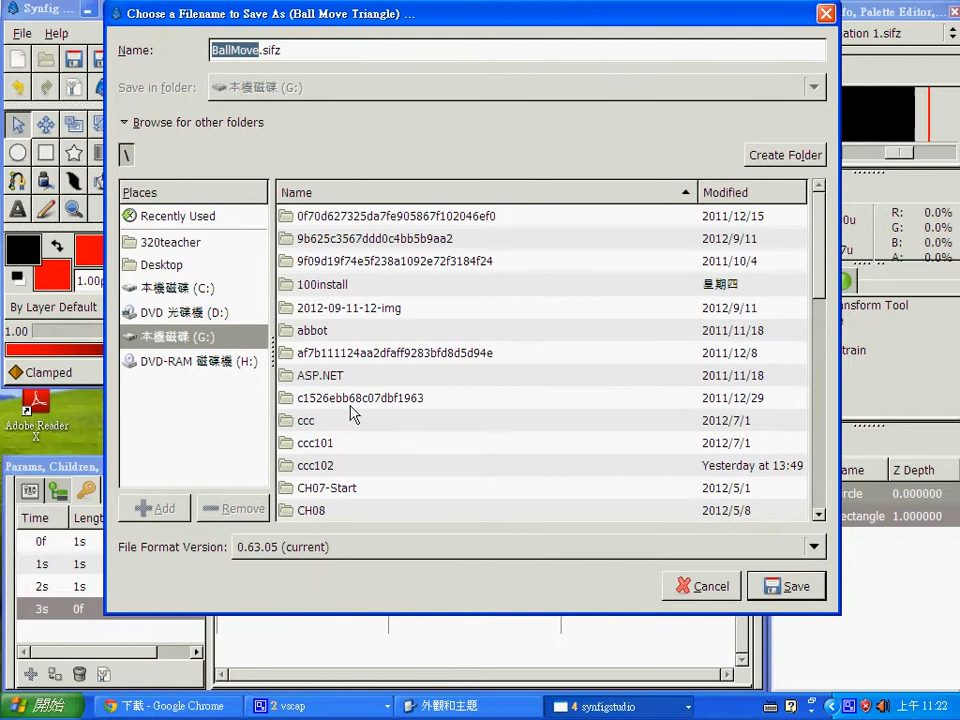 Synfig ...
File Help
Choose a Filename to Save As (Ball Move Triangle) ...
fo, Palette Editor,...
ation 1.sifz
Name: BallMove.sifz
Save in folder: 本機磁碟 (G:)
Browse for other folders
\
Create Folder
Places
Recently Used
320teacher
Desktop
本機磁碟 (C:)
DVD 光碟機 (D:)
本機磁碟 (G:)
DVD-RAM 磁碟機 (H:)
Add
Remove
Name Modified
0f70d627325da7fe905867f102046ef0 2011/12/15
9b625c3567ddd0c4bb5b9aa2 2012/9/11
9f09d19f74e5f238a1092e72f3184f24 2011/10/4
100install 星期四
2012-09-11-12-img 2012/9/11
abbot 2011/11/18
af7b111124aa2dfaff9283bfd8d5d94e 2011/12/8
ASP.NET 2011/11/18
c1526ebb68c07dbf1963 2011/12/29
ccc 2012/7/1
ccc101 2012/7/1
ccc102 Yesterday at 13:49
CH07-Start 2012/5/1
CH08 2012/5/8
File Format Version: 0.63.05 (current)
Cancel
Save
1.00p
By Layer Default
1.00
Clamped
Adobe Reader
X
Params, Children,
Time Lengt
0f 1s
1s 1s
2s 1s
3s 0f
0u R: 0.0%
G: 0.0%
7u B: 0.0%
A: 0.0%
ansform Tool
train
ame Z Depth
ircle 0.000000
ectangle 1.000000
開始
下載 - Google Chrome
2 vscap
外觀和主題
4 synfigstudio
上午 11:22